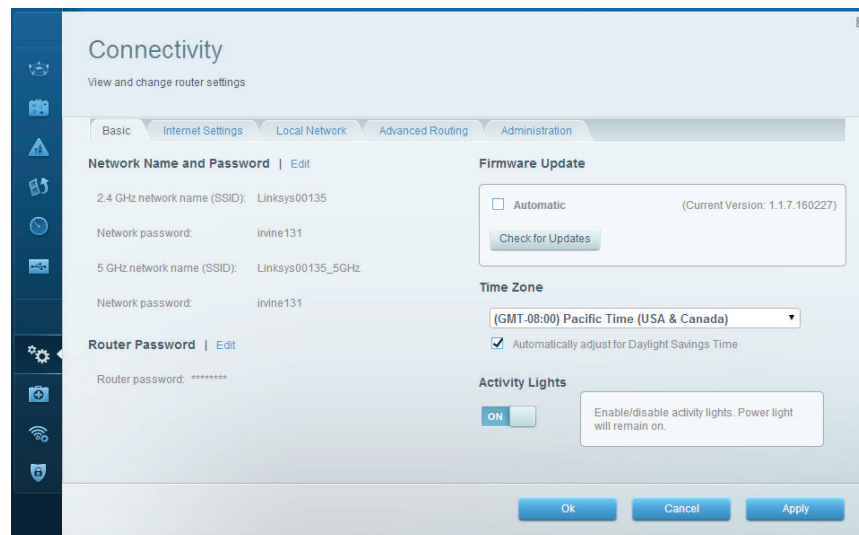 Connectivity
View and change router settings
Basic Internet Settings Local Network Advanced Routing Administration
Network Name and Password | Edit
2.4 GHz network name (SSID): Linksys00135
Network password: irvine131
5 GHz network name (SSID): Linksys00135_5GHz
Network password: irvine131
Router Password | Edit
Router password: ********
Firmware Update
Automatic (Current Version: 1.1.7.160227)
Check for Updates
Time Zone
(GMT-08:00) Pacific Time (USA & Canada)
Automatically adjust for Daylight Savings Time
Activity Lights
ON
Enable/disable activity lights. Power light
will remain on.
Ok Cancel Apply